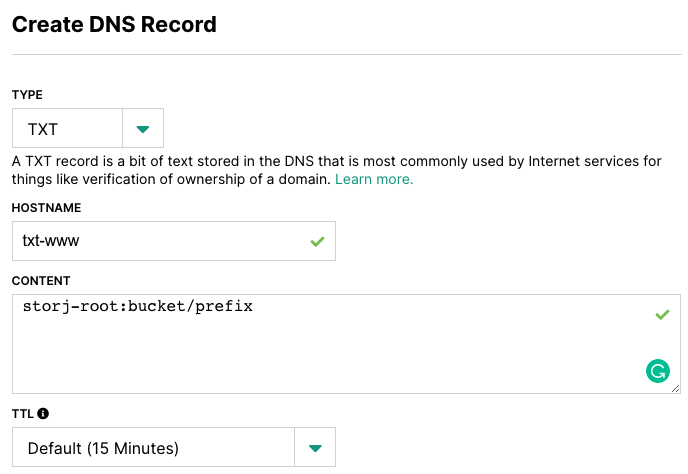 Create DNS Record
TYPE
TXT
A TXT record is a bit of text stored in the DNS that is most commonly used by Internet services for
things like verification of ownership of a domain. Learn more.
HOSTNAME
txt-www
CONTENT
storj-root:bucket/prefix
TTL
Default (15 Minutes)